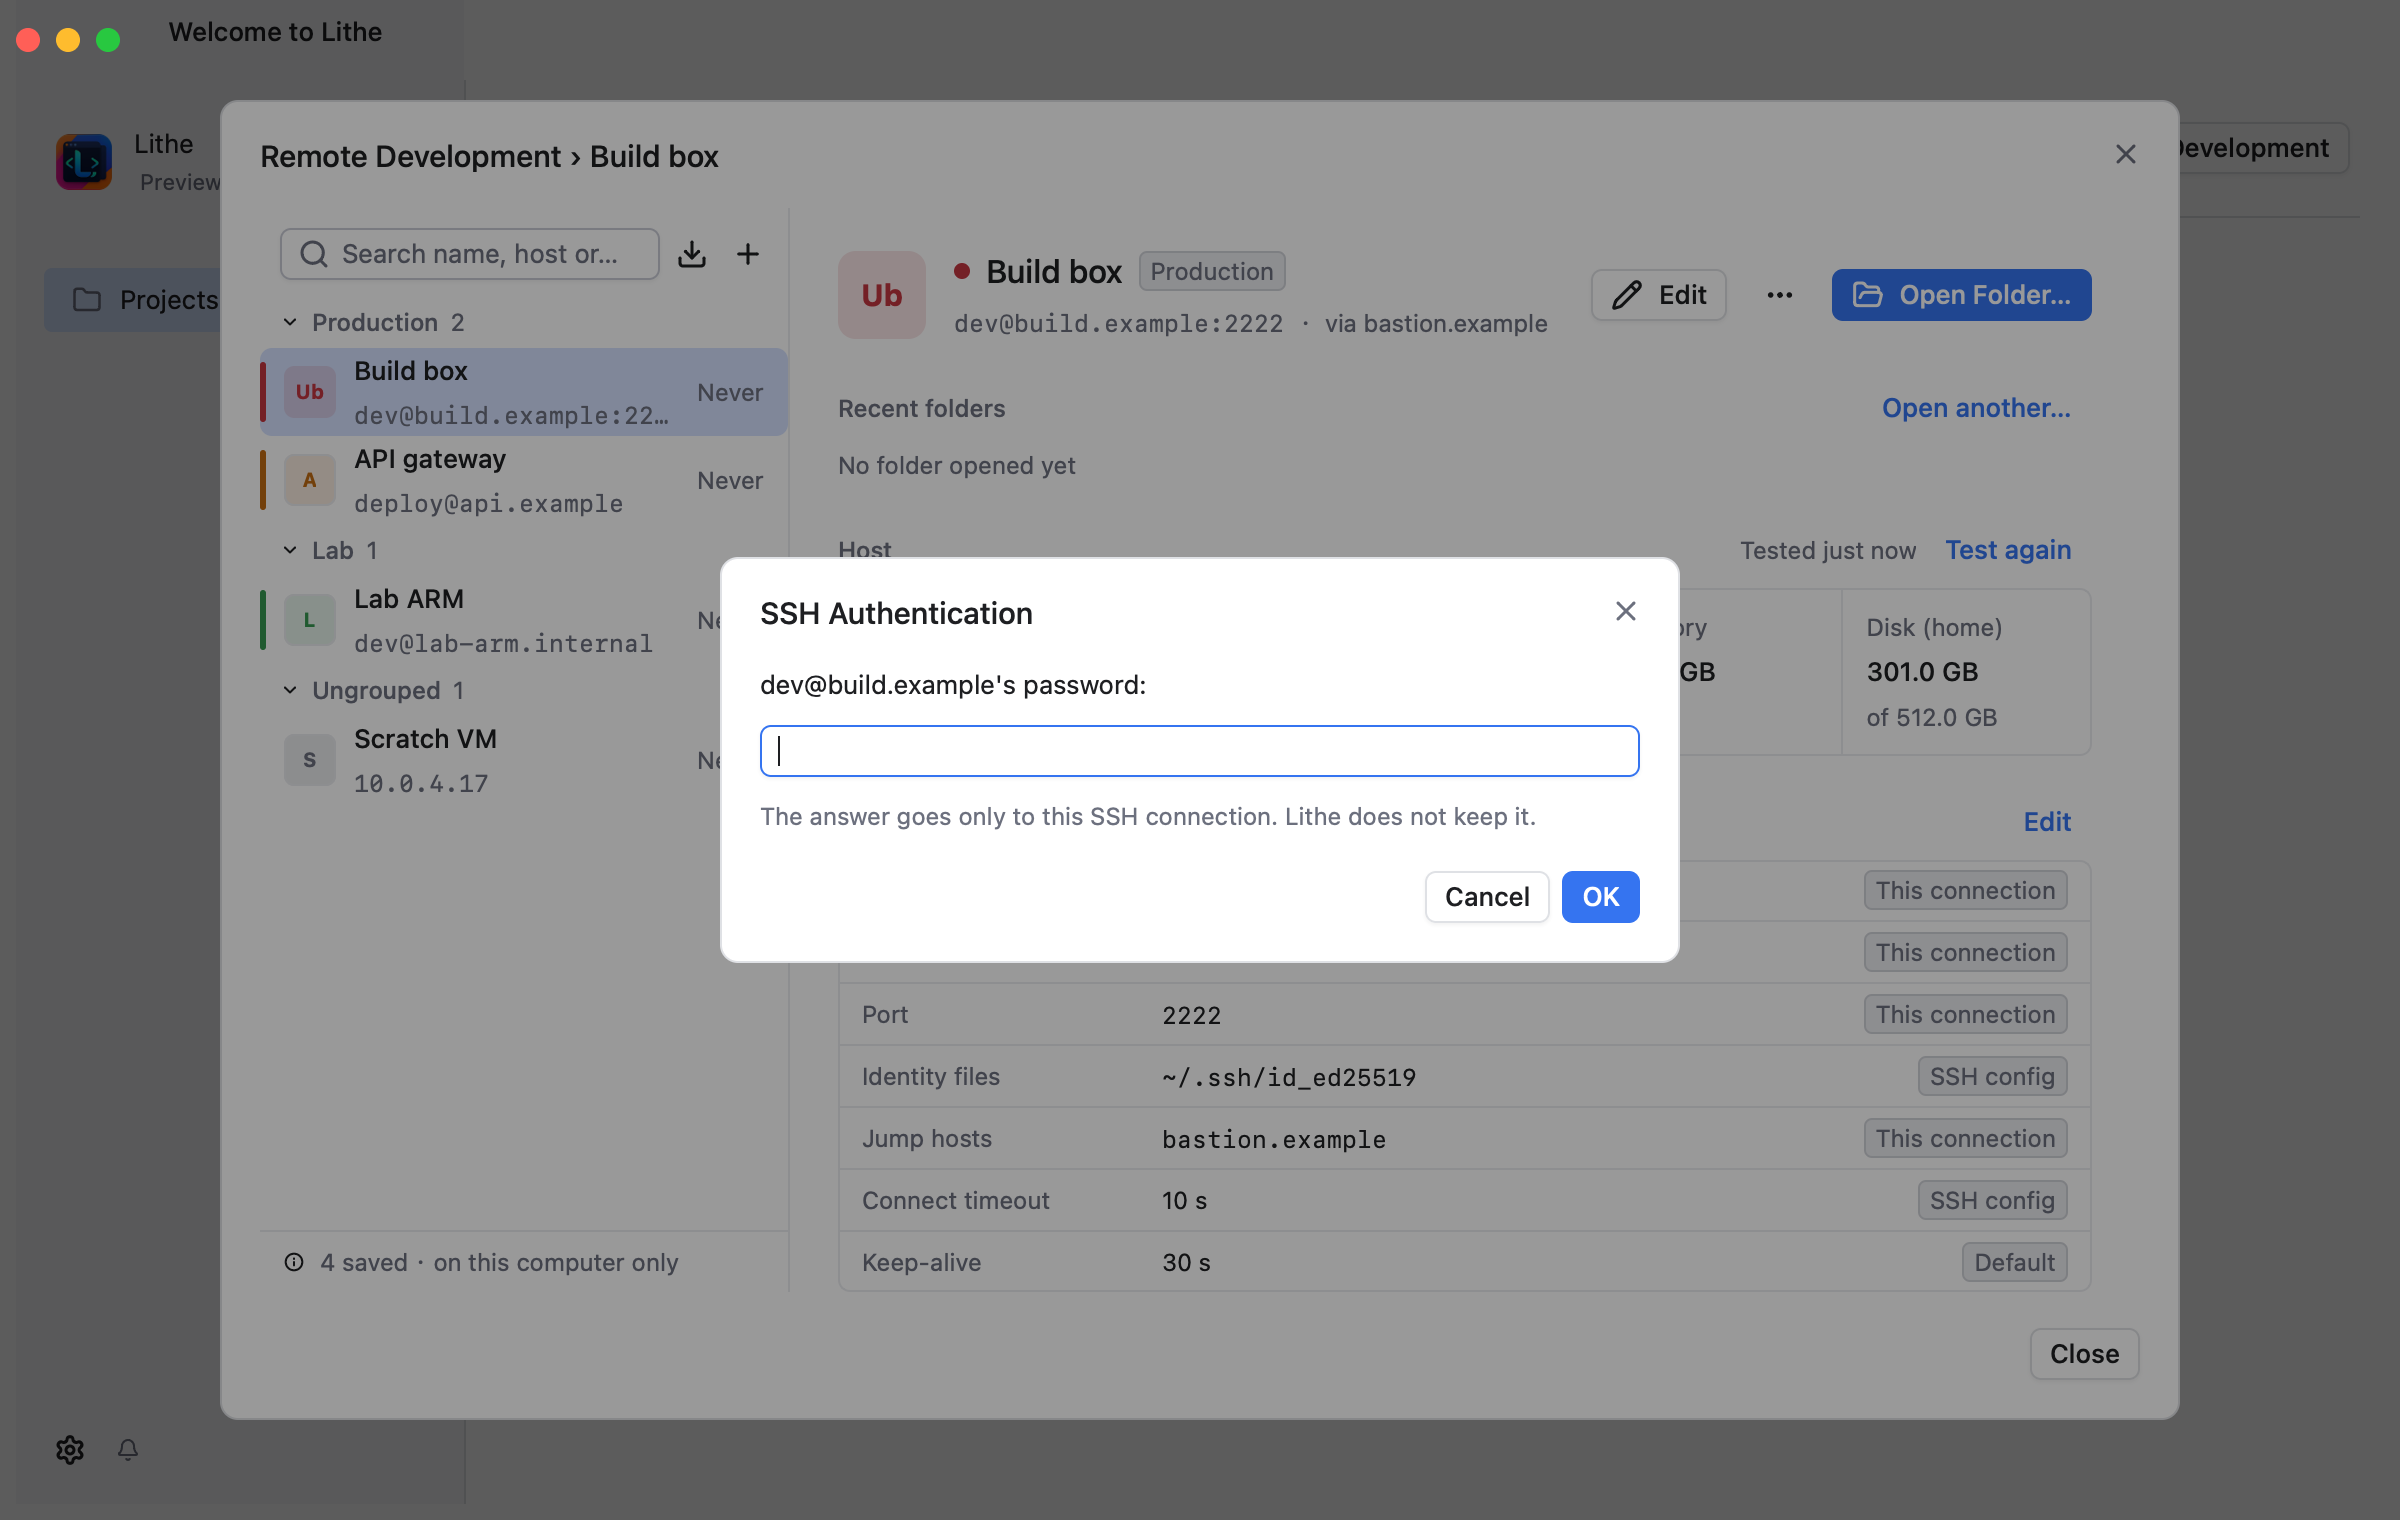 Welcome to Lithe
Lithe
Preview
Projects
Development
Remote Development › Build box
Search name, host or...
Production 2
Ub
Build box
dev@build.example:22…
Never
A
API gateway
deploy@api.example
Never
Lab 1
L
Lab ARM
dev@lab-arm.internal
Ungrouped 1
S
Scratch VM
10.0.4.17
4 saved · on this computer only
Ub
Build box
Production
dev@build.example:2222 · via bastion.example
Edit
Open Folder...
Recent folders
Open another...
No folder opened yet
Host
Tested just now
Test again
GB
Disk (home)
301.0 GB
of 512.0 GB
Edit
This connection
This connection
Port 2222 This connection
Identity files ~/.ssh/id_ed25519 SSH config
Jump hosts bastion.example This connection
Connect timeout 10 s SSH config
Keep-alive 30 s Default
Close
SSH Authentication
dev@build.example's password:
The answer goes only to this SSH connection. Lithe does not keep it.
Cancel
OK